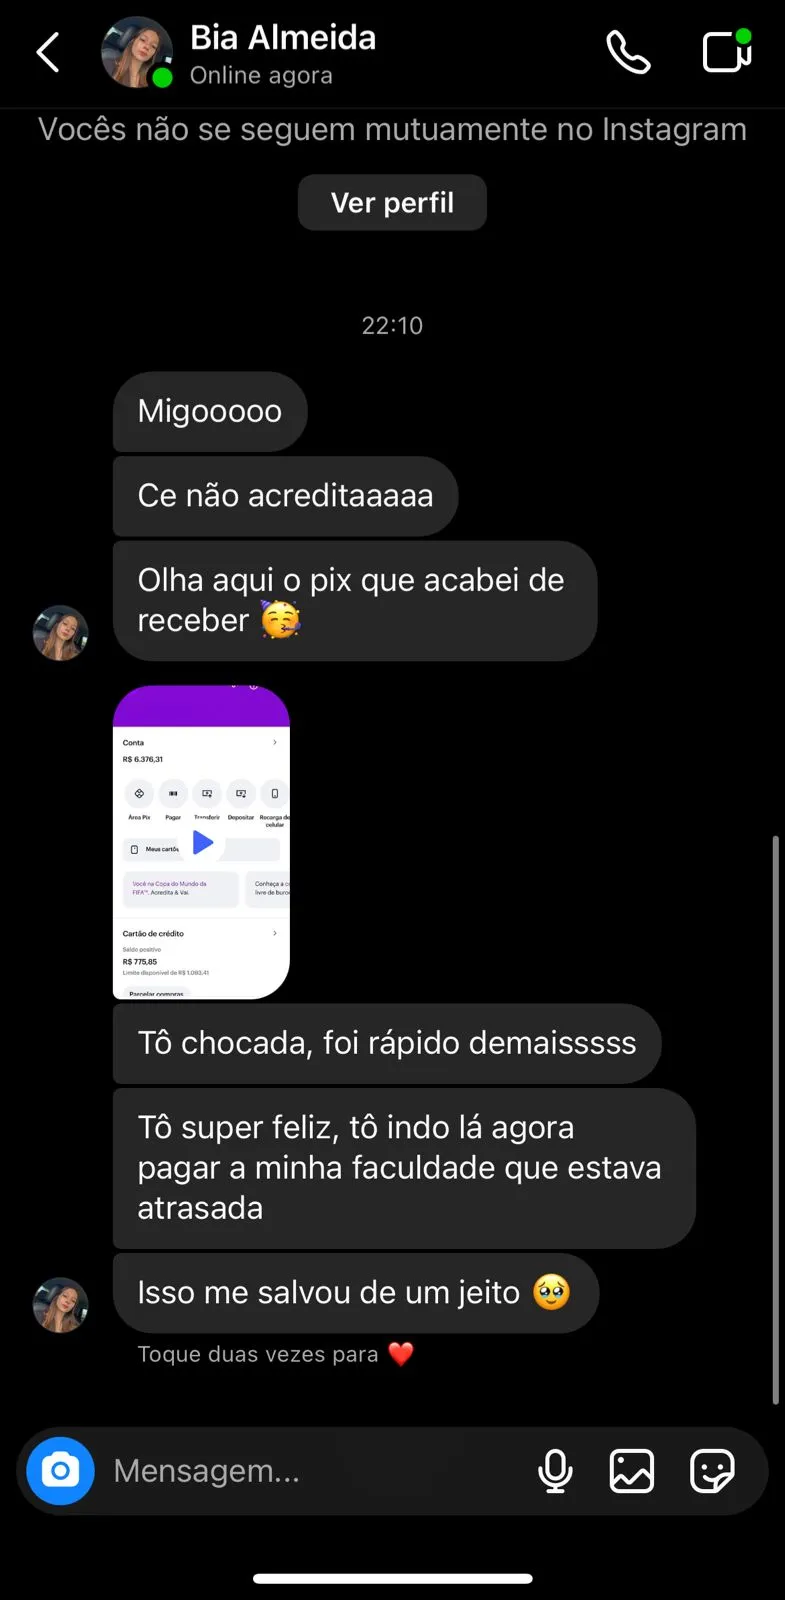 Bia Almeida
Online agora
Vocês não se seguem mutuamente no Instagram
Ver perfil
22:10
Migooooo
Ce não acreditaaaaa
Olha aqui o pix que acabei de
receber 🥳
Conta
R$ 6.376,31
Área Pix Pagar Transferir Depositar Recarga de
celular
Meus cartõ
Você na Copa do Mundo da
FIFA™. Acredita & Vai.
Conheça a c
livre de buro
Cartão de crédito
Saldo positivo
R$ 775,85
Limite disponível de R$ 1.093,41
Parcelar compras
Tô chocada, foi rápido demaisssss
Tô super feliz, tô indo lá agora
pagar a minha faculdade que estava
atrasada
Isso me salvou de um jeito 🥹
Toque duas vezes para ❤️
Mensagem...